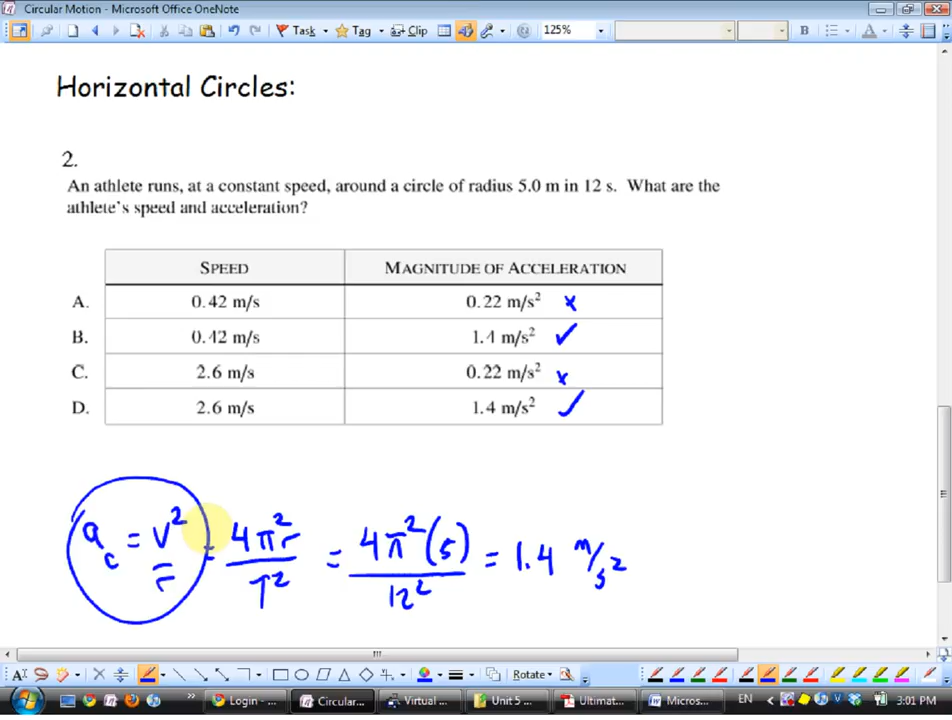 Circular Motion - Microsoft OneNote
Task Tag Clip 125% B A
Horizontal Circles:
2.
An athlete runs, at a constant speed, around a circle of radius 5.0 m in 12 s. What are the
athlete's speed and acceleration?
SPEED MAGNITUDE OF ACCELERATION
A. 0.42 m/s 0.22 m/s² ×
B. 0.42 m/s 1.4 m/s² ✓
C. 2.6 m/s 0.22 m/s² ×
D. 2.6 m/s 1.4 m/s² ✓
a_c = v²/r = 4π²r/T² = 4π²(5)/12² = 1.4 m/s²
Rotate
Login - ... Circular... Virtual ... Unit 5 ... Ultimat... Micros... EN 3:01 PM